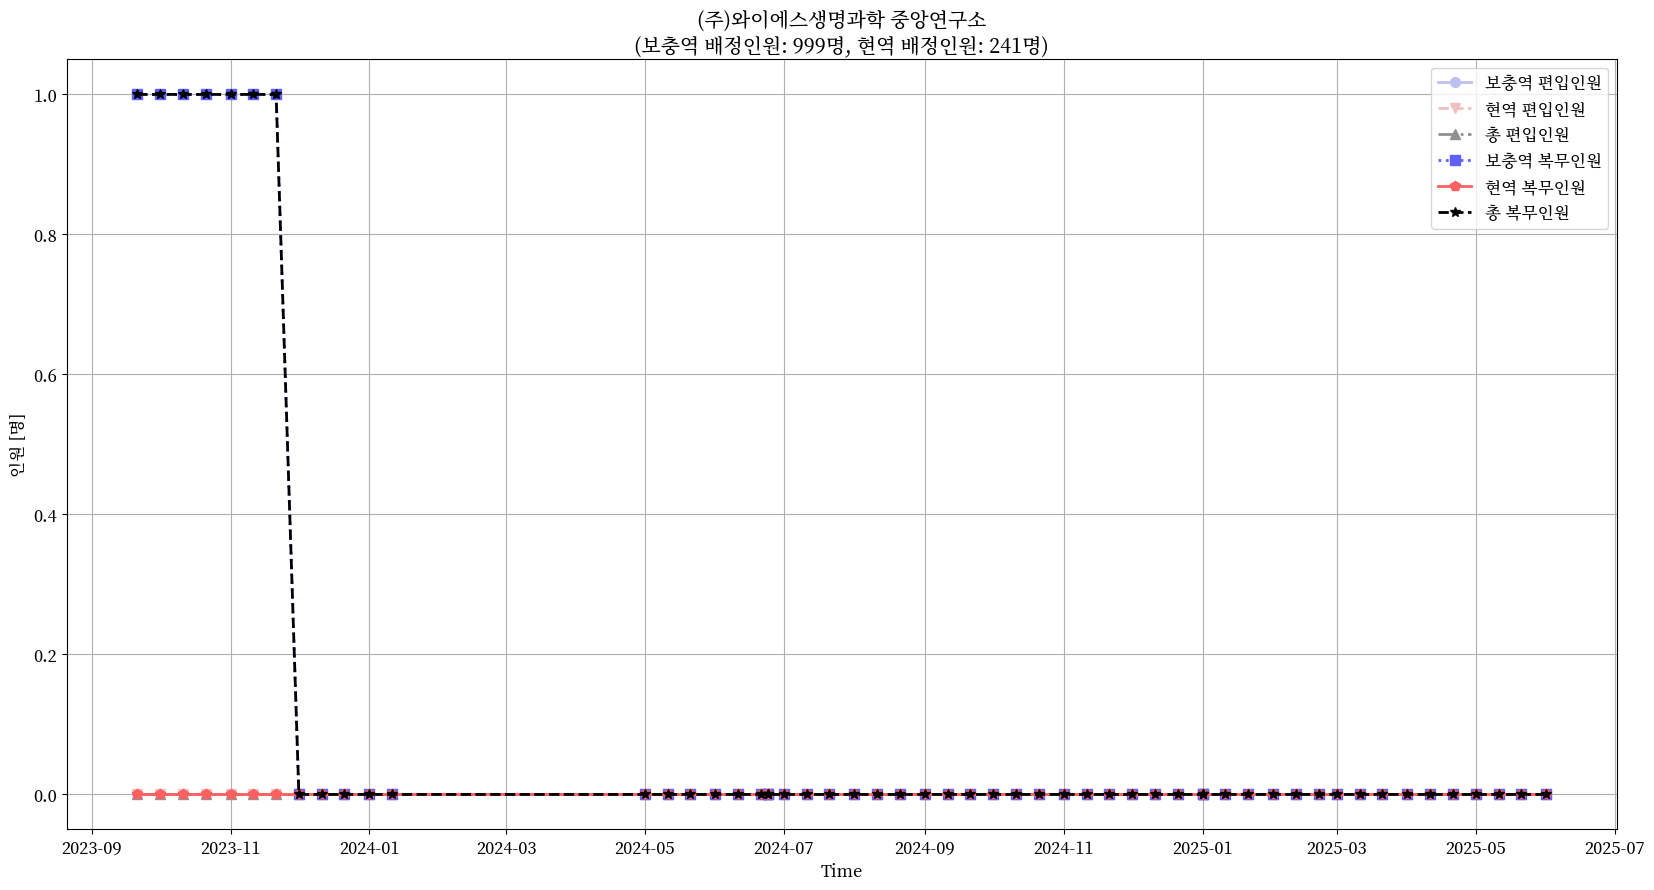 (주)와이에스생명과학 중앙연구소
(보충역 배정인원: 999명, 현역 배정인원: 241명)
보충역 편입인원
현역 편입인원
총 편입인원
보충역 복무인원
현역 복무인원
총 복무인원
인원 [명]
1.0
0.8
0.6
0.4
0.2
0.0
2023-09 2023-11 2024-01 2024-03 2024-05 2024-07 2024-09 2024-11 2025-01 2025-03 2025-05 2025-07
Time